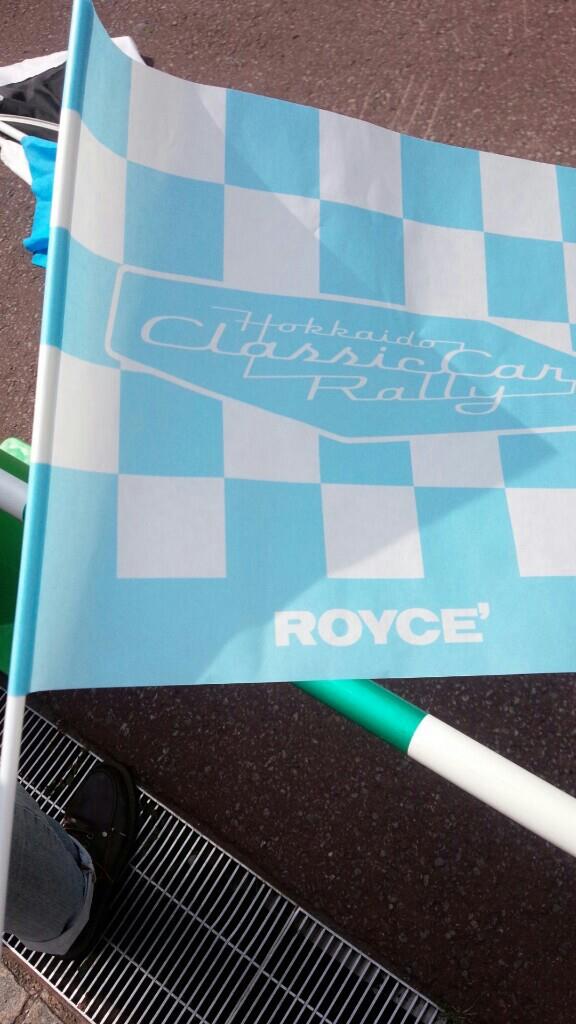 Hokkaido
Classic Car
Rally
ROYCE'